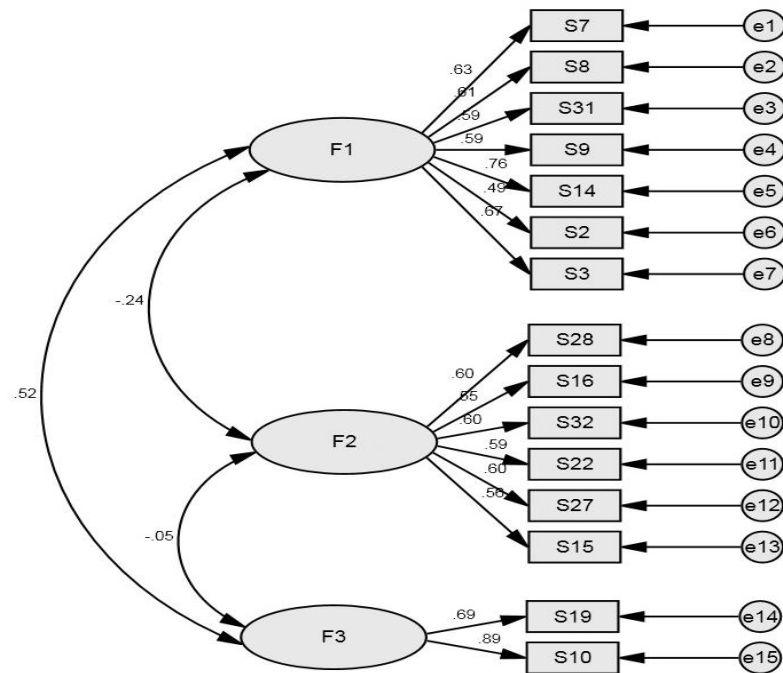 S7
e1
.63
S8
e2
.61
S31
e3
.59
F1
.59
S9
e4
.76
S14
e5
.49
S2
e6
.67
S3
e7
-.24
.52
S28
e8
.60
S16
e9
.55
S32
e10
.60
F2
S22
e11
.59
.60
S27
e12
.56
S15
e13
-.05
S19
e14
.69
F3
S10
e15
.89